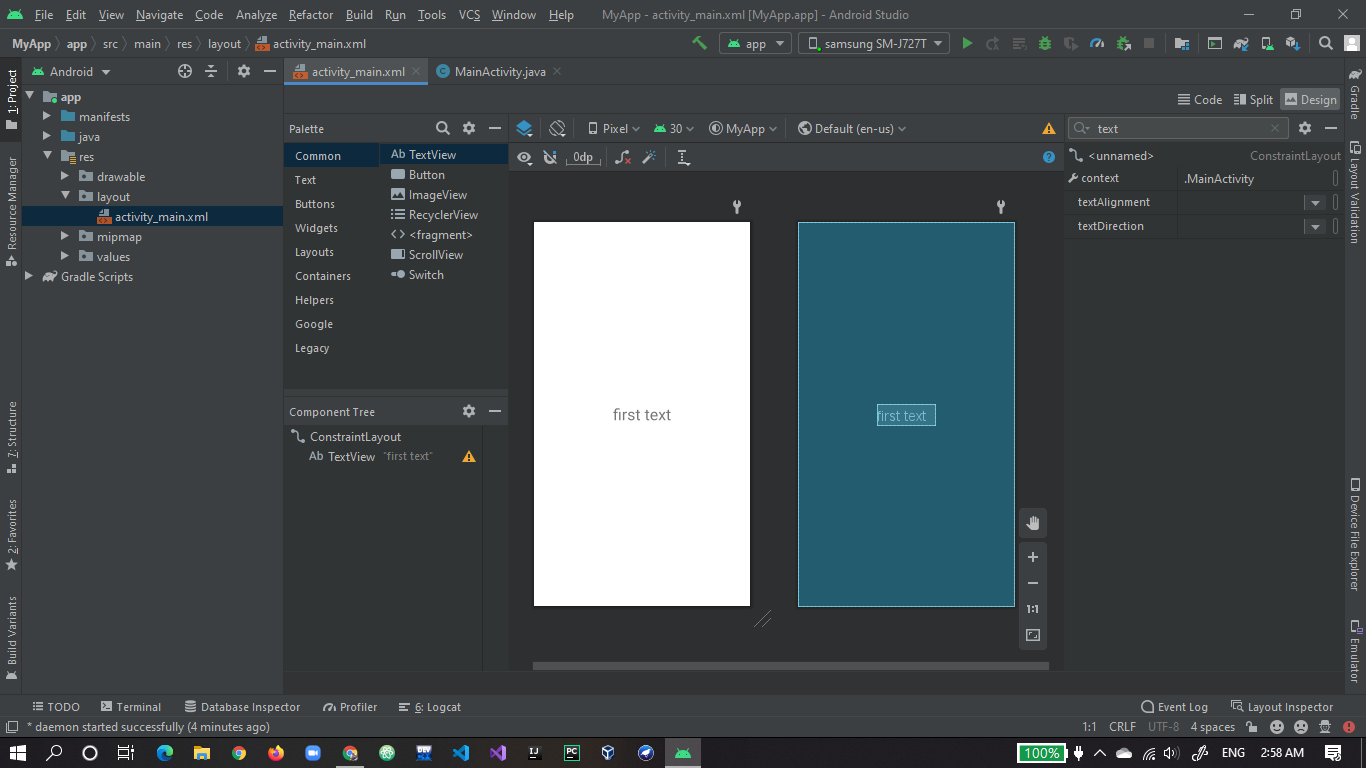 File Edit View Navigate Code Analyze Refactor Build Run Tools VCS Window Help MyApp - activity_main.xml [MyApp.app] - Android Studio
MyApp app src main res layout activity_main.xml app samsung SM-J727T
1: Project
Resource Manager
7: Structure
2: Favorites
Build Variants
Android
app
manifests
java
res
drawable
layout
activity_main.xml
mipmap
values
Gradle Scripts
activity_main.xml MainActivity.java
Code Split Design
Palette
Common
Text
Buttons
Widgets
Layouts
Containers
Helpers
Google
Legacy
Ab TextView
Button
ImageView
RecyclerView
<fragment>
ScrollView
Switch
Component Tree
ConstraintLayout
Ab TextView "first text"
Pixel 30 MyApp Default (en-us)
0dp
first text
first text
1:1
text
<unnamed> ConstraintLayout
context .MainActivity
textAlignment
textDirection
Gradle
Layout Validation
Device File Explorer
Emulator
TODO Terminal Database Inspector Profiler 6: Logcat Event Log Layout Inspector
* daemon started successfully (4 minutes ago) 1:1 CRLF UTF-8 4 spaces
DEV IJ PC 100% ENG 2:58 AM